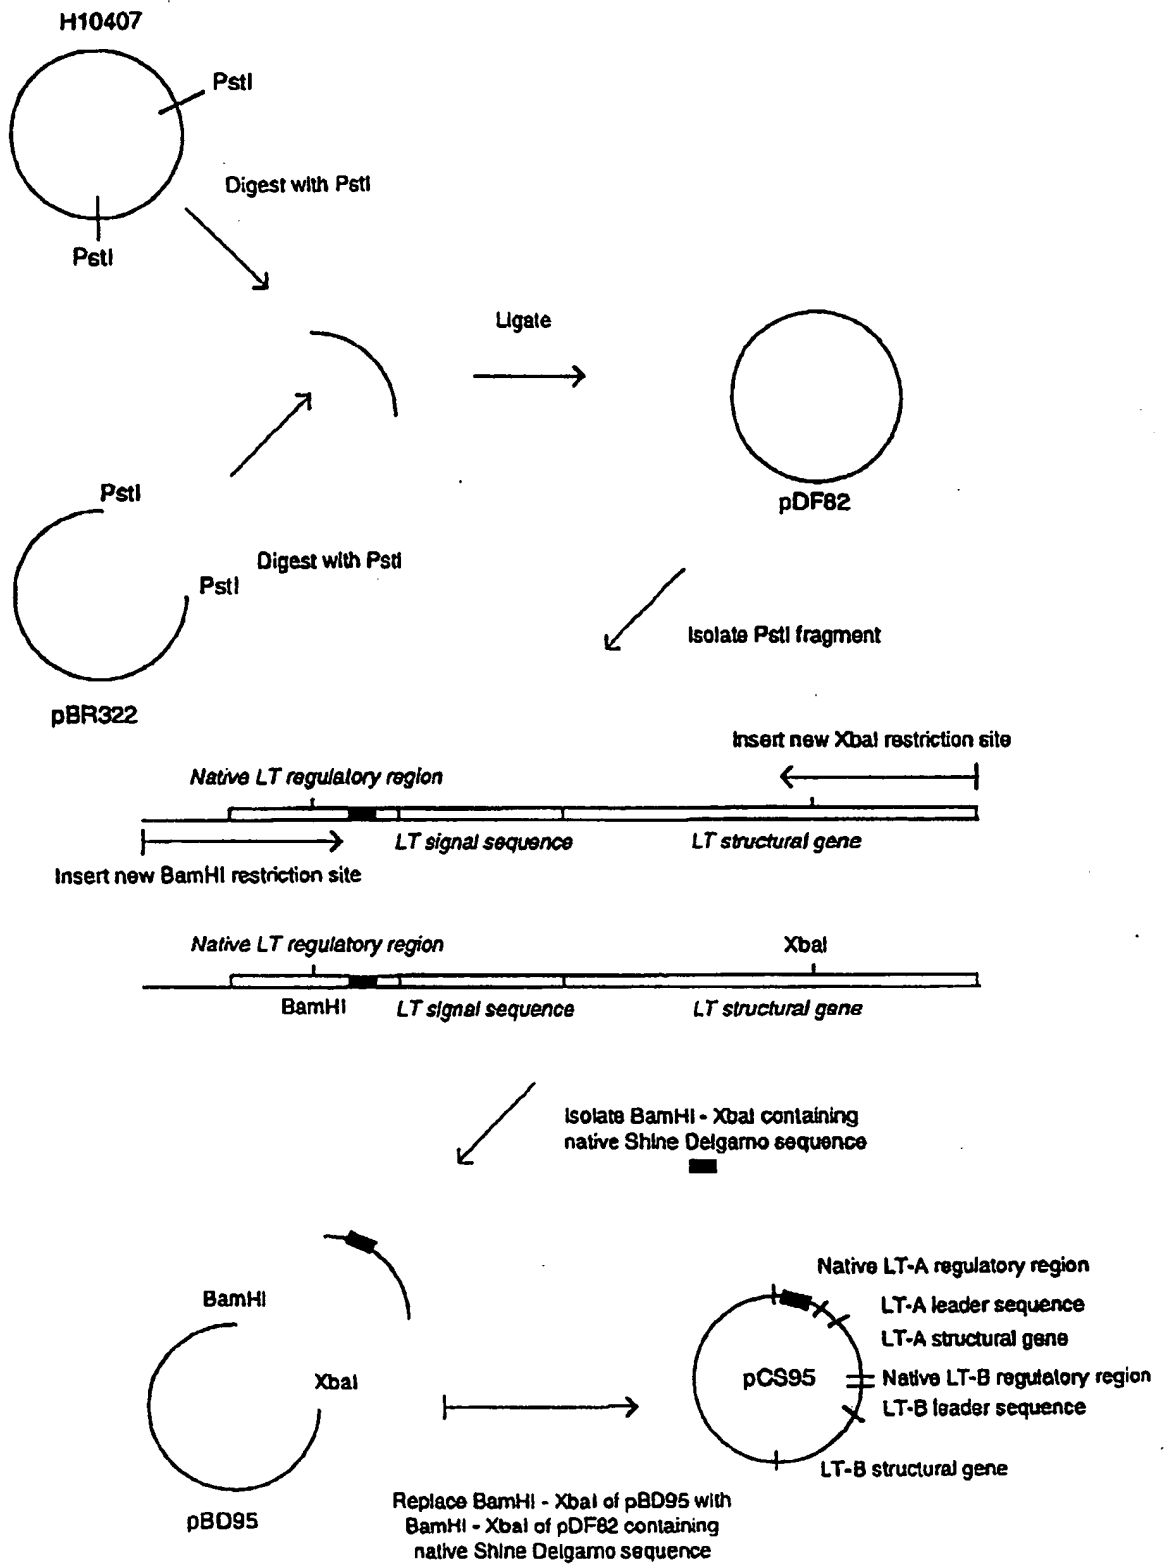 H10407
PstI
Digest with PstI
PstI
Ligate
PstI
Digest with PstI
PstI
pBR322
pDF82
Isolate PstI fragment
Insert new XbaI restriction site
Native LT regulatory region
LT signal sequence
LT structural gene
Insert new BamHI restriction site
Native LT regulatory region
XbaI
BamHI
LT signal sequence
LT structural gene
Isolate BamHI - XbaI containing
native Shine Delgarno sequence
BamHI
XbaI
pBD95
Replace BamHI - XbaI of pBD95 with
BamHI - XbaI of pDF82 containing
native Shine Delgarno sequence
Native LT-A regulatory region
LT-A leader sequence
LT-A structural gene
pCS95
Native LT-B regulatory region
LT-B leader sequence
LT-B structural gene